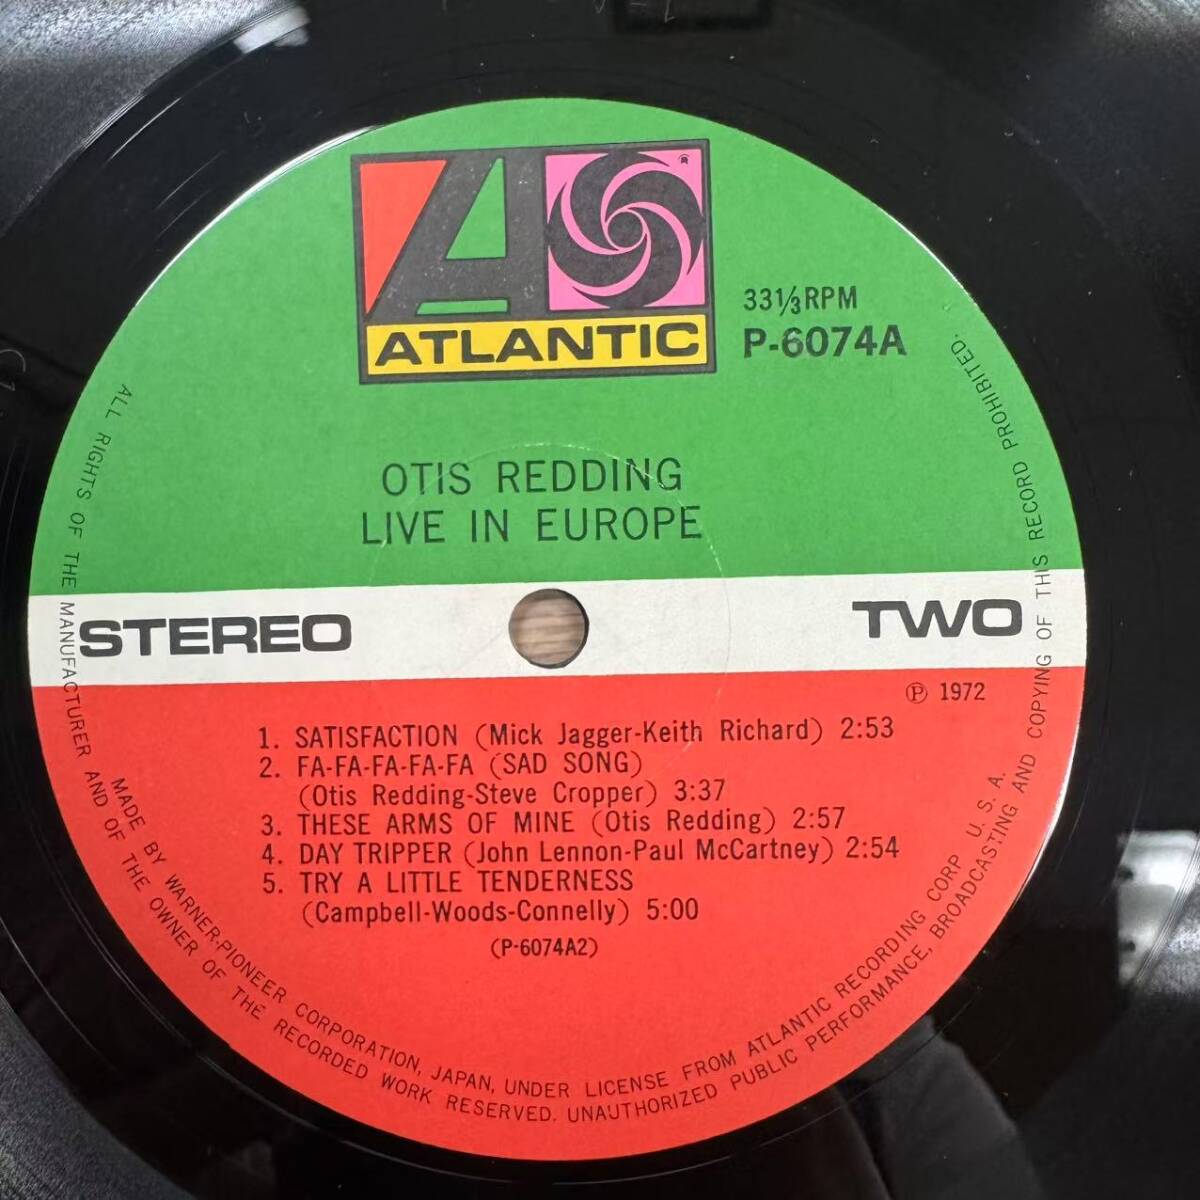 ATLANTIC
33⅓ RPM
P-6074A
OTIS REDDING
LIVE IN EUROPE
STEREO
TWO
Ⓟ 1972
1. SATISFACTION (Mick Jagger-Keith Richard) 2:53
2. FA-FA-FA-FA-FA (SAD SONG)
(Otis Redding-Steve Cropper) 3:37
3. THESE ARMS OF MINE (Otis Redding) 2:57
4. DAY TRIPPER (John Lennon-Paul McCartney) 2:54
5. TRY A LITTLE TENDERNESS
(Campbell-Woods-Connelly) 5:00
(P-6074A2)
MADE BY WARNER-PIONEER CORPORATION, JAPAN, UNDER LICENSE FROM ATLANTIC RECORDING CORP. U. S. A.
ALL RIGHTS OF THE MANUFACTURER AND OF THE OWNER OF THE RECORDED WORK RESERVED. UNAUTHORIZED PUBLIC PERFORMANCE, BROADCASTING AND COPYING OF THIS RECORD PROHIBITED.